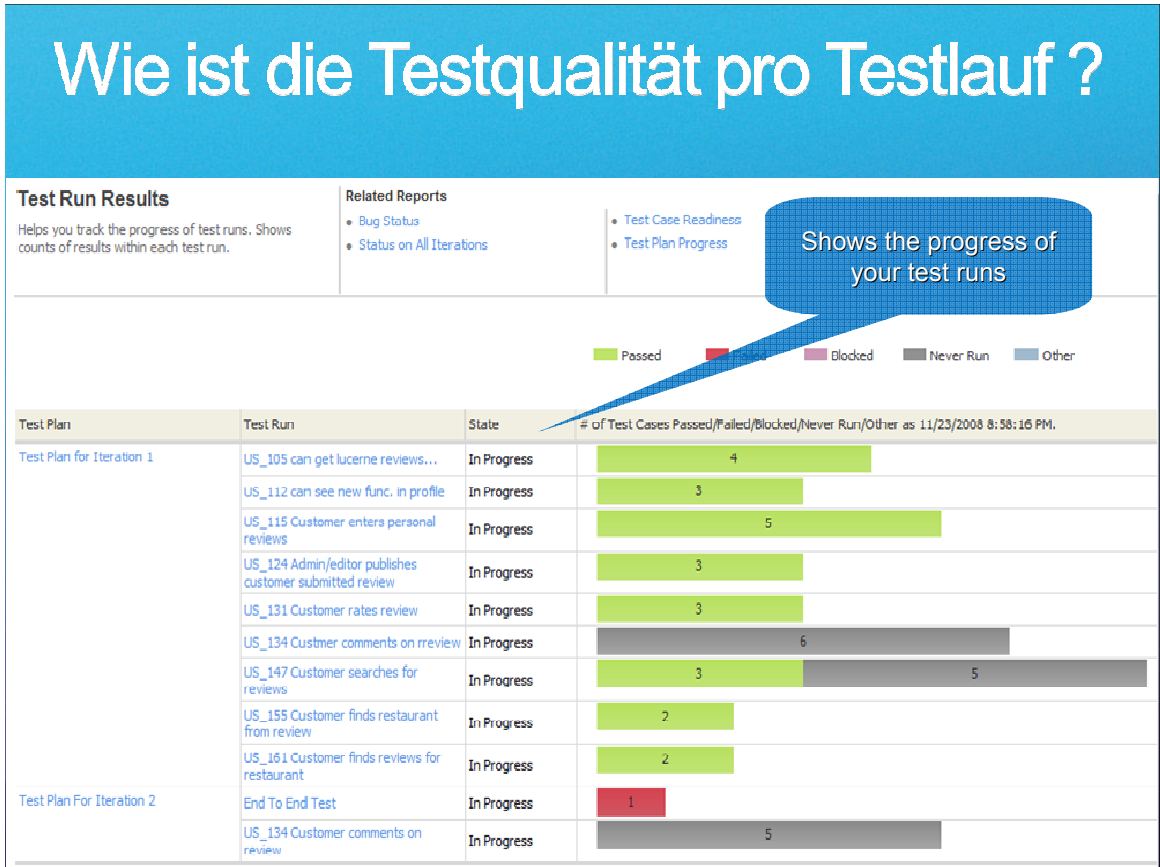 Wie ist die Testqualität pro Testlauf ?
Test Run Results
Helps you track the progress of test runs. Shows
counts of results within each test run.
Related Reports
Bug Status
Status on All Iterations
Test Case Readiness
Test Plan Progress
Shows the progress of
your test runs
Passed
Failed
Blocked
Never Run
Other
Test Plan
Test Run
State
# of Test Cases Passed/Failed/Blocked/Never Run/Other as 11/23/2008 8:58:16 PM.
Test Plan for Iteration 1
US_105 can get lucerne reviews...
In Progress
4
US_112 can see new func. in profile
In Progress
3
US_115 Customer enters personal
reviews
In Progress
5
US_124 Admin/editor publishes
customer submitted review
In Progress
3
US_131 Customer rates review
In Progress
3
US_134 Custmer comments on rreview
In Progress
6
US_147 Customer searches for
reviews
In Progress
3
5
US_155 Customer finds restaurant
from review
In Progress
2
US_161 Customer finds reviews for
restaurant
In Progress
2
Test Plan For Iteration 2
End To End Test
In Progress
1
US_134 Customer comments on
review
In Progress
5